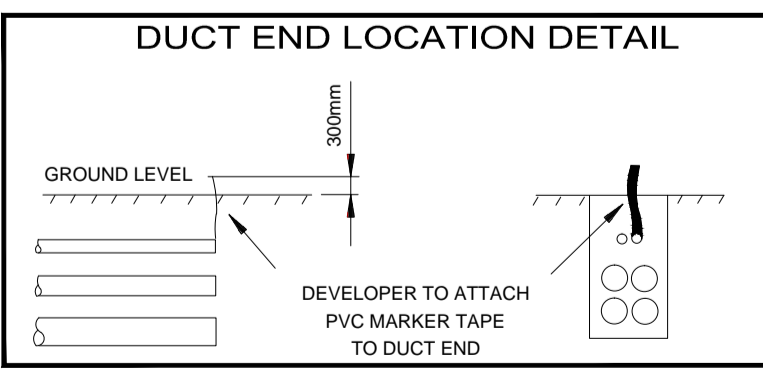 DUCT END LOCATION DETAIL
300mm
GROUND LEVEL
DEVELOPER TO ATTACH
PVC MARKER TAPE
TO DUCT END